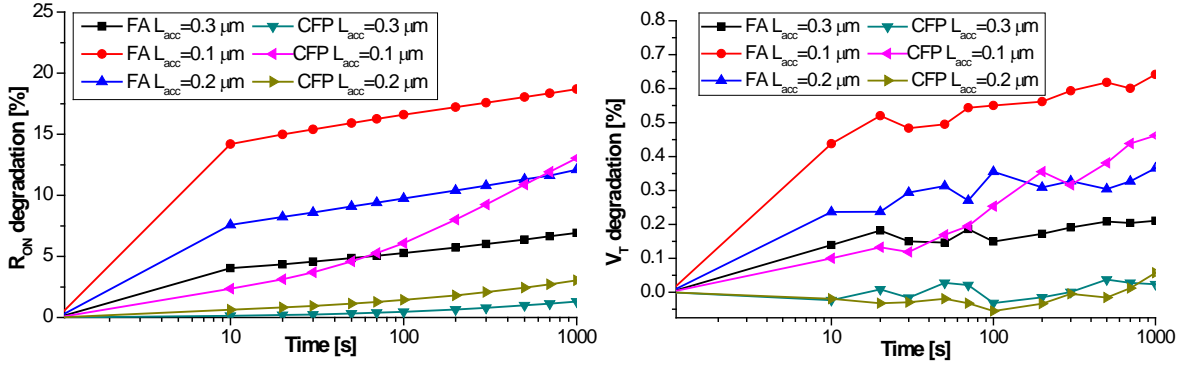 FA L_acc=0.3 µm
CFP L_acc=0.3 µm
FA L_acc=0.1 µm
CFP L_acc=0.1 µm
FA L_acc=0.2 µm
CFP L_acc=0.2 µm
R_ON degradation [%]
25
20
15
10
5
0
10
100
1000
Time [s]
FA L_acc=0.3 µm
CFP L_acc=0.3 µm
FA L_acc=0.1 µm
CFP L_acc=0.1 µm
FA L_acc=0.2 µm
CFP L_acc=0.2 µm
V_T degradation [%]
0.8
0.6
0.4
0.3
0.2
0.1
0.0
10
100
1000
Time [s]